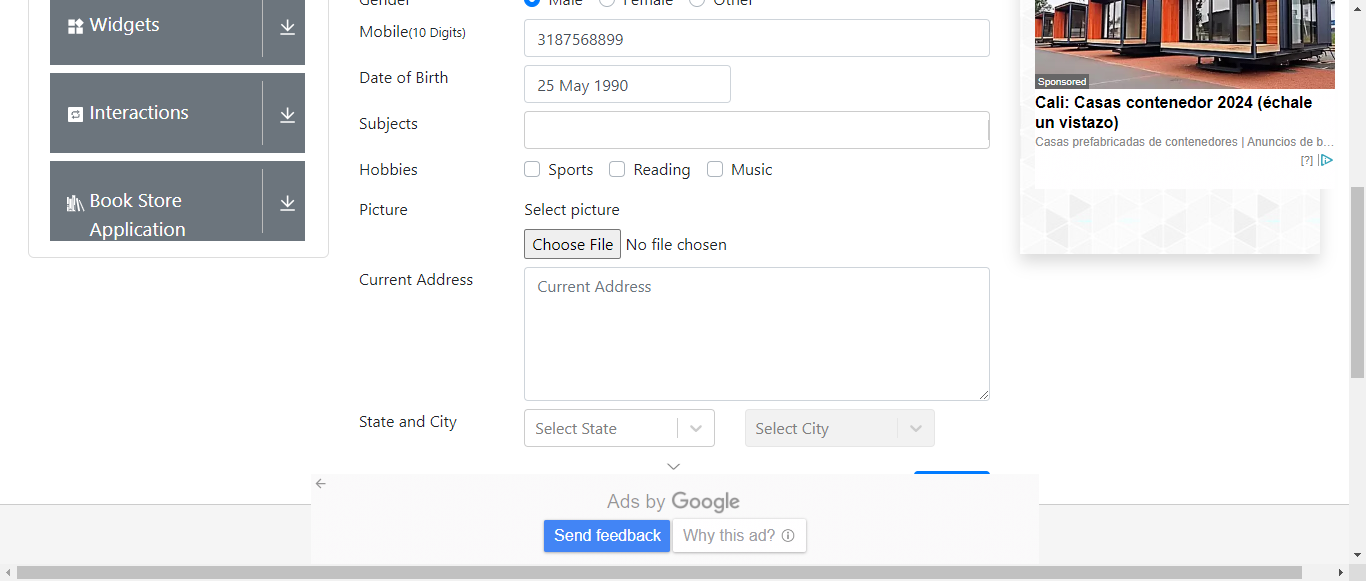 Widgets
Interactions
Book Store
Application
Gender
Male
Female
Other
Mobile(10 Digits)
3187568899
Date of Birth
25 May 1990
Subjects
Hobbies
Sports
Reading
Music
Picture
Select picture
Choose File No file chosen
Current Address
Current Address
State and City
Select State
Select City
Ads by Google
Send feedback
Why this ad?
Sponsored
Cali: Casas contenedor 2024 (échale
un vistazo)
Casas prefabricadas de contenedores | Anuncios de b...
[?]